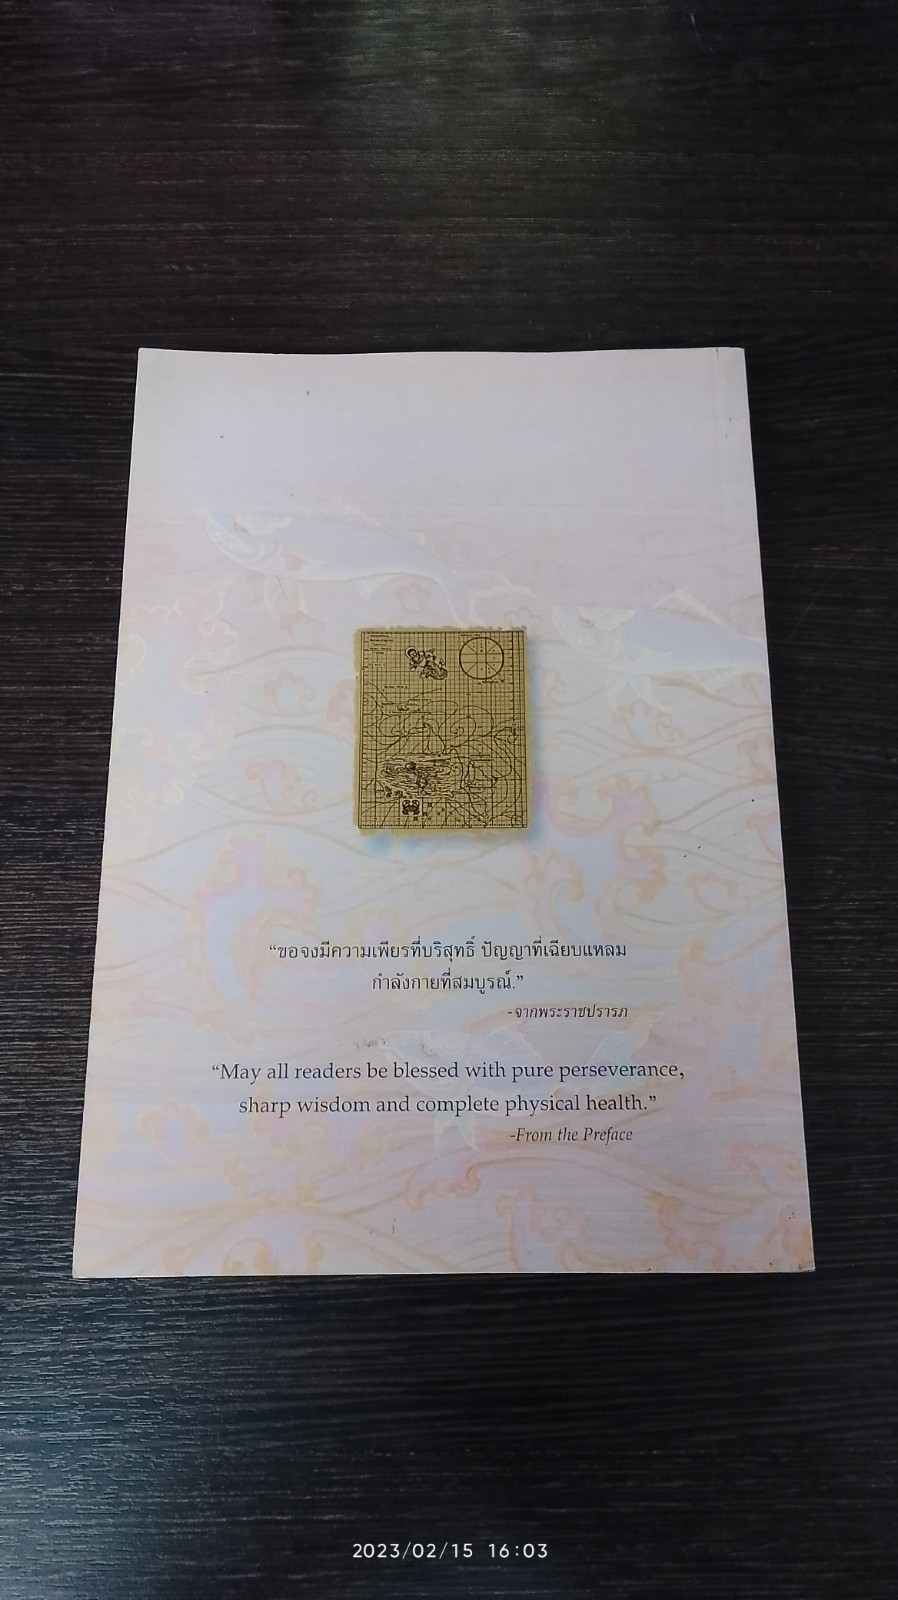 “ขอจงมีความเพียรที่บริสุทธิ์ ปัญญาที่เฉียบแหลม
กำลังกายที่สมบูรณ์.”
-จากพระราชปรารภ
“May all readers be blessed with pure perseverance,
sharp wisdom and complete physical health.”
-From the Preface
2023/02/15 16:03